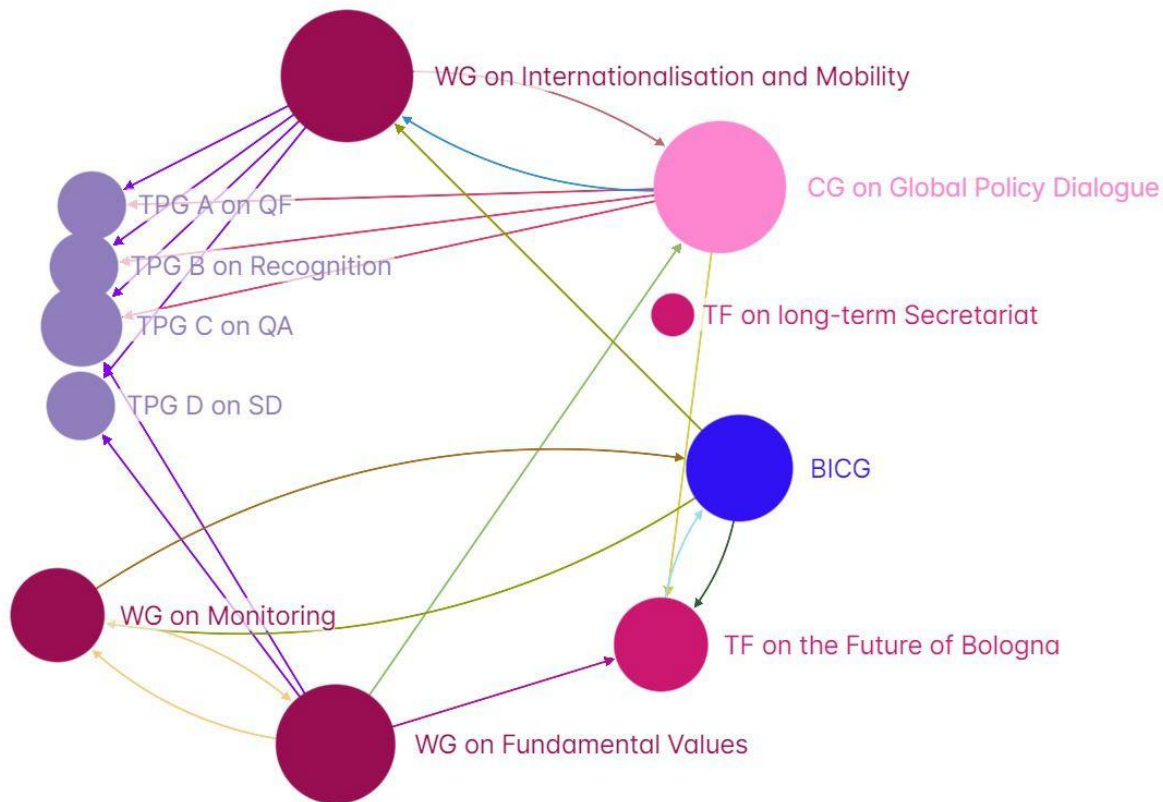 WG on Internationalisation and Mobility
CG on Global Policy Dialogue
TPG A on QF
TPG B on Recognition
TF on long-term Secretariat
TPG C on QA
TPG D on SD
BICG
WG on Monitoring
TF on the Future of Bologna
WG on Fundamental Values